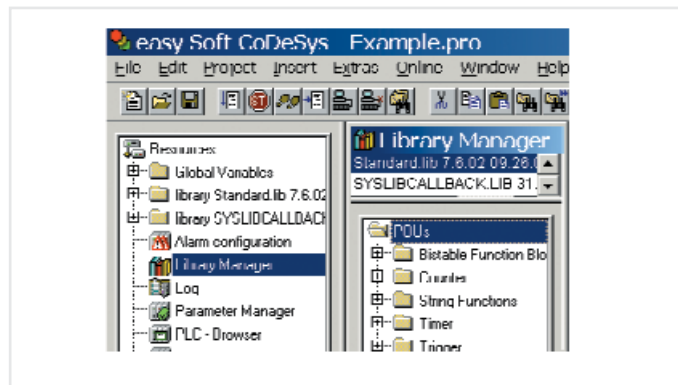 easy Soft CoDeSys Example.pro
File Edit Project Insert Extras Online Window Help
Resources
Global Variables
library Standard.lib 7.6.02
library SYSLIBCALLBACK
Alarm configuration
Library Manager
Log
Parameter Manager
PLC - Browser
Library Manager
Standard.lib 7.6.02 09.26.0
SYSLIBCALLBACK.LIB 31.
POUs
Bistable Function Blo
Counter
String Functions
Timer
Trigger